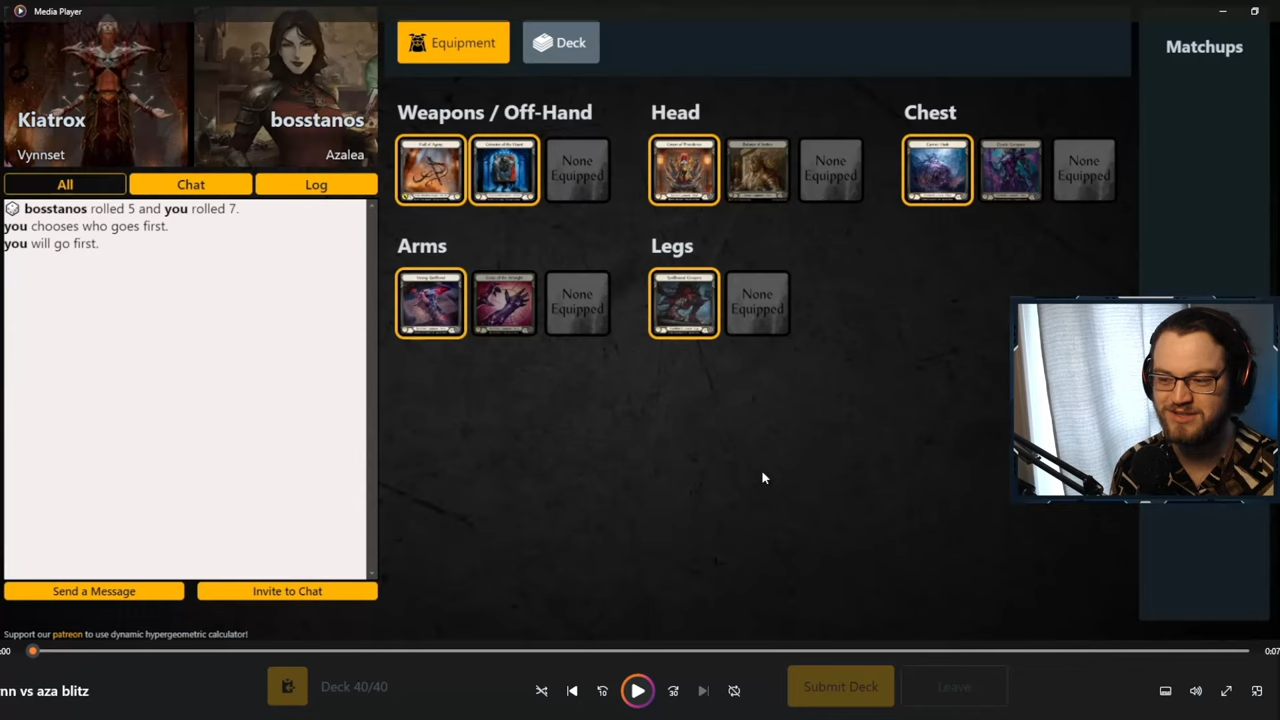 Media Player
Kiatrox
Vynnset
bosstanos
Azalea
All
Chat
Log
bosstanos rolled 5 and you rolled 7.
you chooses who goes first.
you will go first.
Send a Message
Invite to Chat
Support our patreon to use dynamic hypergeometric calculator!
Equipment
Deck
Matchups
Weapons / Off-Hand
None
Equipped
Head
None
Equipped
Chest
None
Equipped
Arms
None
Equipped
Legs
None
Equipped
:00
0:07
nn vs aza blitz
Deck 40/40
10
30
Submit Deck
Leave